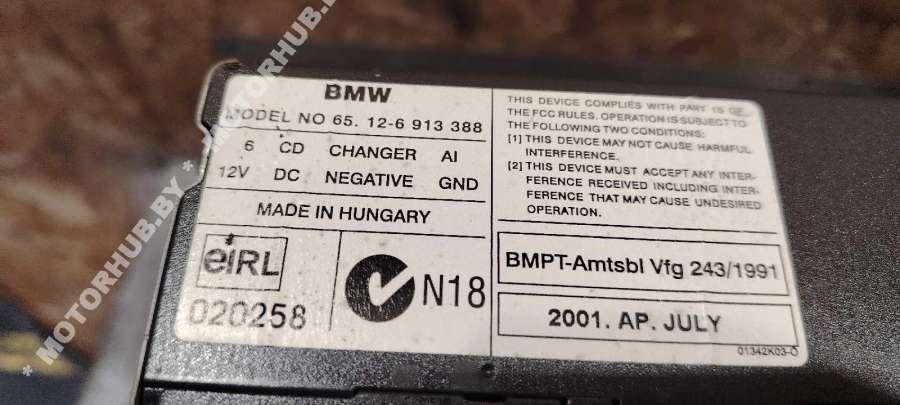 BMW
MODEL NO 65. 12-6 913 388
6 CD CHANGER AI
12V DC NEGATIVE GND
MADE IN HUNGARY
eiRL
020258
N18
THIS DEVICE COMPLIES WITH PART 15 OF
THE FCC RULES. OPERATION IS SUBJECT TO
THE FOLLOWING TWO CONDITIONS:
[1] THIS DEVICE MAY NOT CAUSE HARMFUL
INTERFERENCE.
[2] THIS DEVICE MUST ACCEPT ANY INTER-
FERENCE RECEIVED INCLUDING INTER-
FERENCE THAT MAY CAUSE UNDESIRED
OPERATION.
BMPT-Amtsbl Vfg 243/1991
2001. AP. JULY
01342K03-O
* MOTORHUB.BY * MOTORHUB.BY